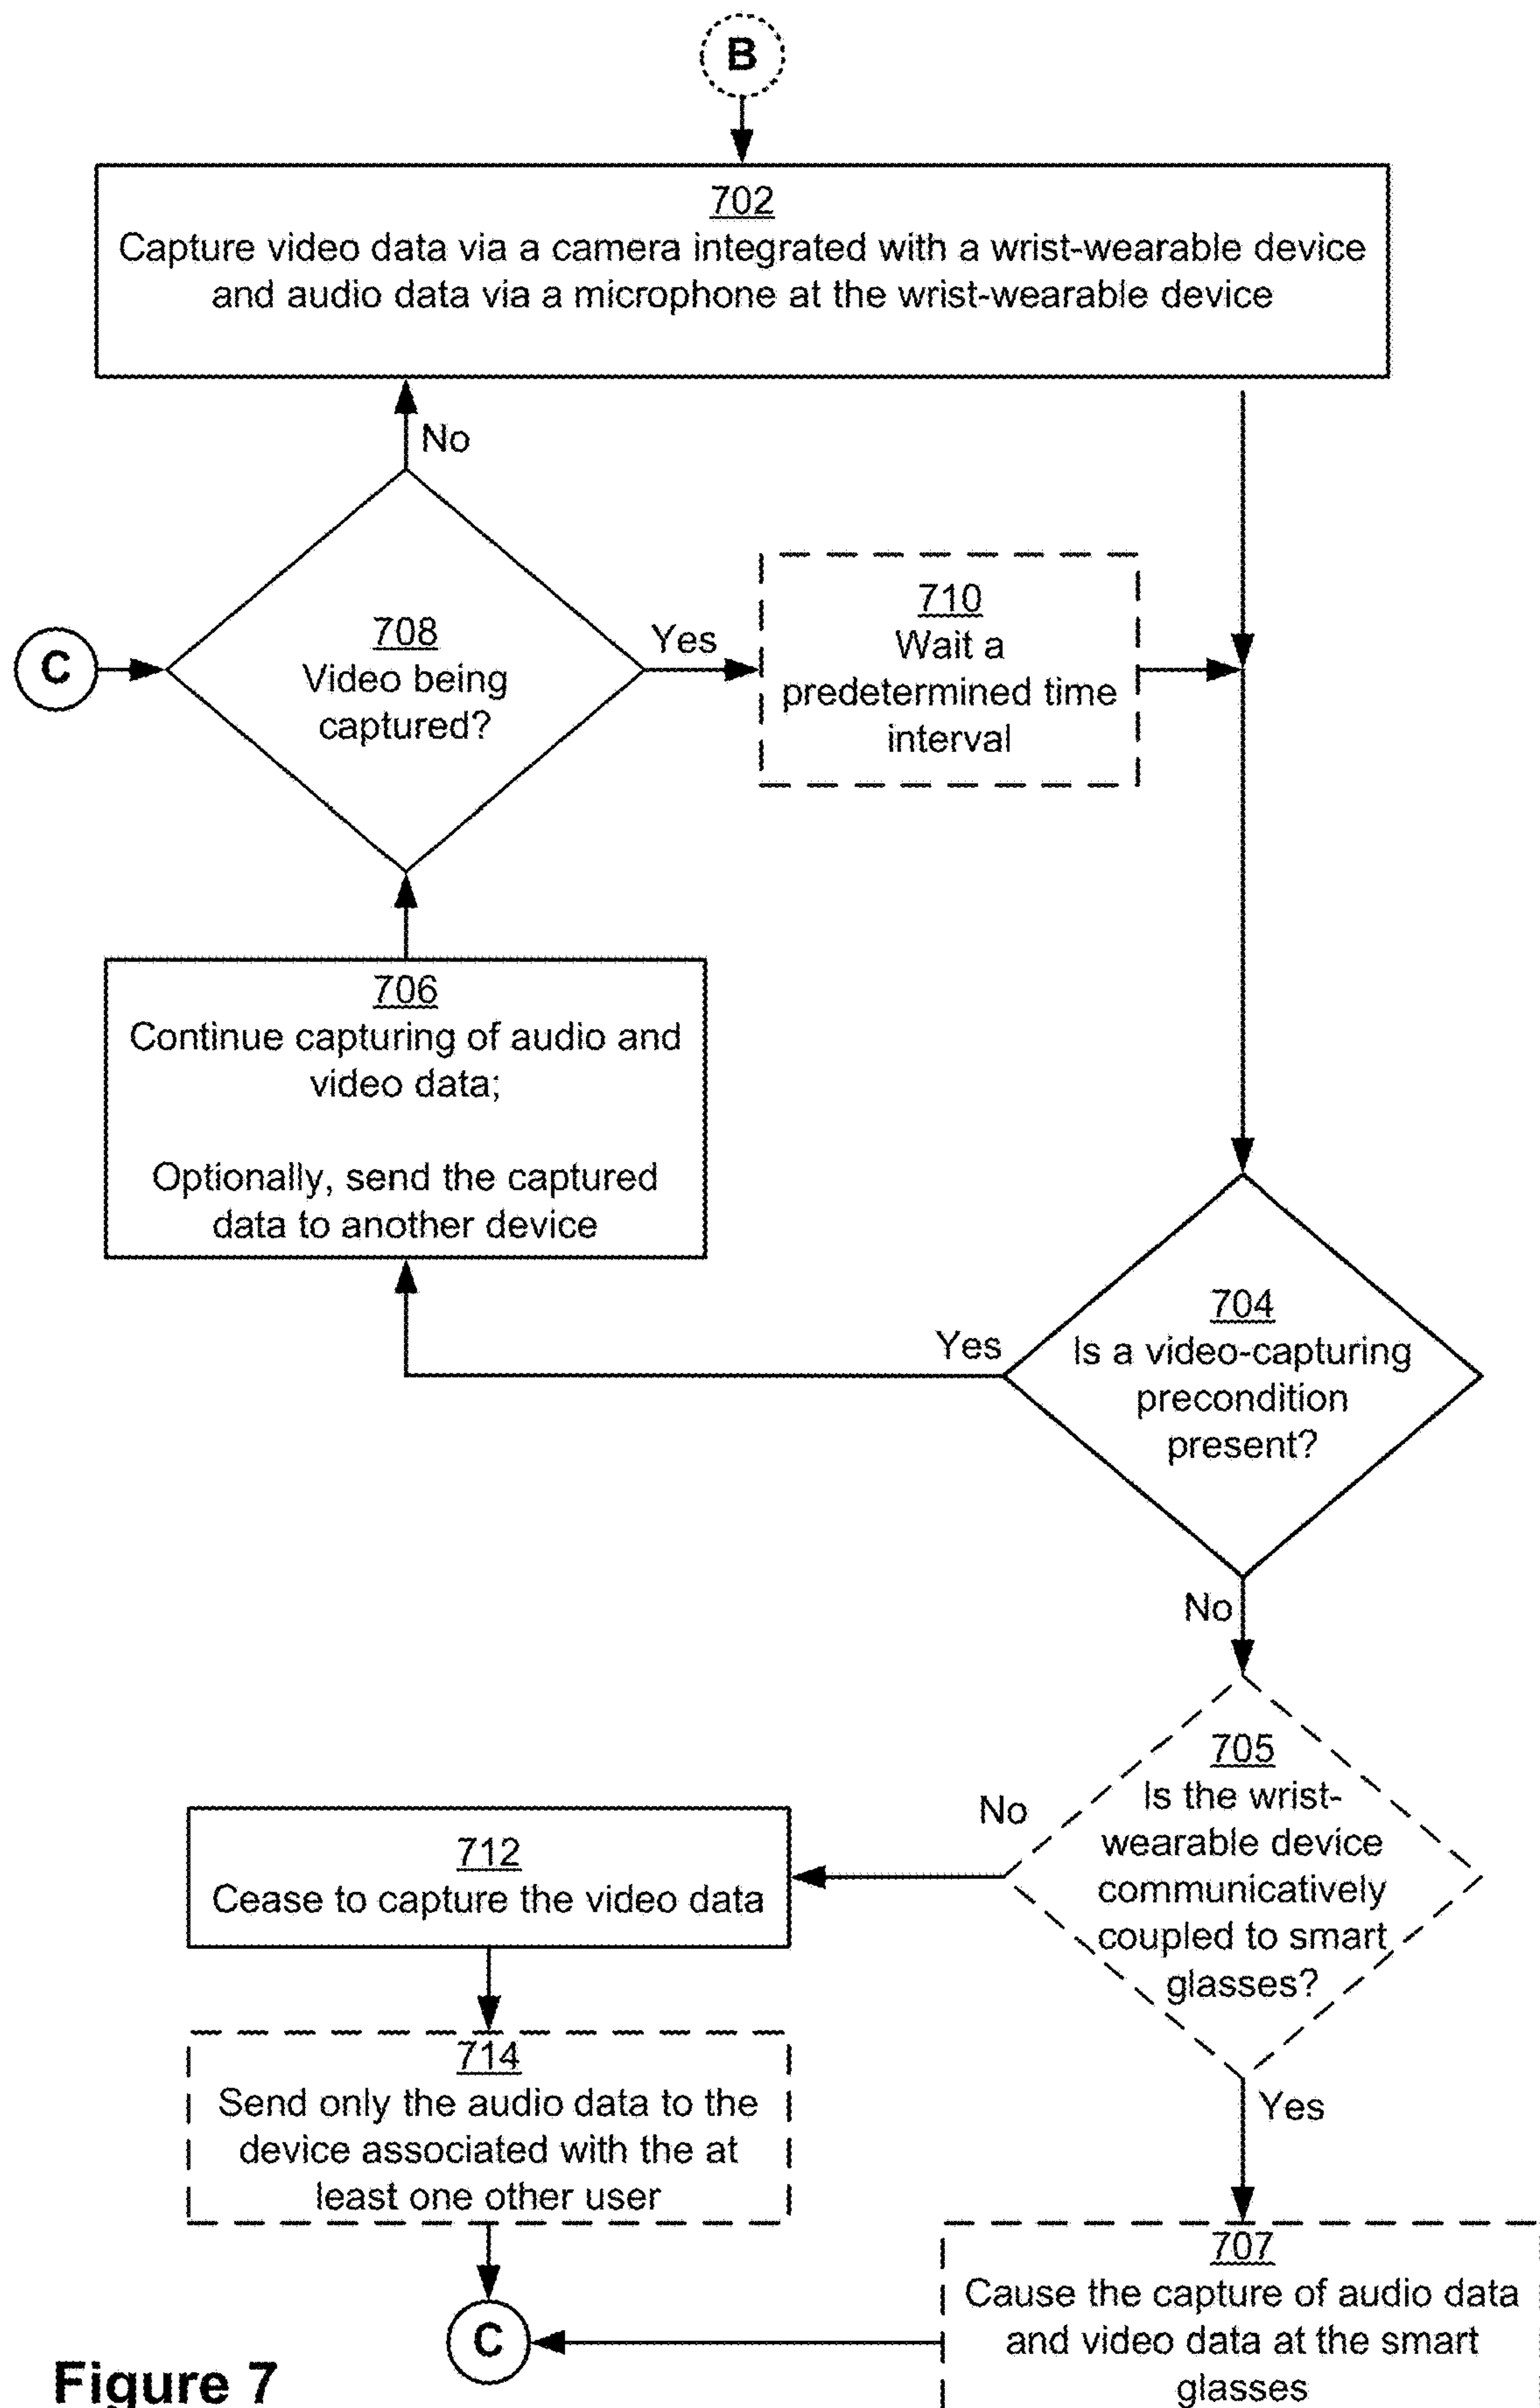 B
702
Capture video data via a camera integrated with a wrist-wearable device
and audio data via a microphone at the wrist-wearable device
No
C
708
Video being
captured?
Yes
710
Wait a
predetermined time
interval
706
Continue capturing of audio and
video data;
Optionally, send the captured
data to another device
Yes
704
Is a video-capturing
precondition
present?
No
705
Is the wrist-
wearable device
communicatively
coupled to smart
glasses?
No
712
Cease to capture the video data
714
Send only the audio data to the
device associated with the at
least one other user
Yes
707
Cause the capture of audio data
and video data at the smart
glasses
C
Figure 7